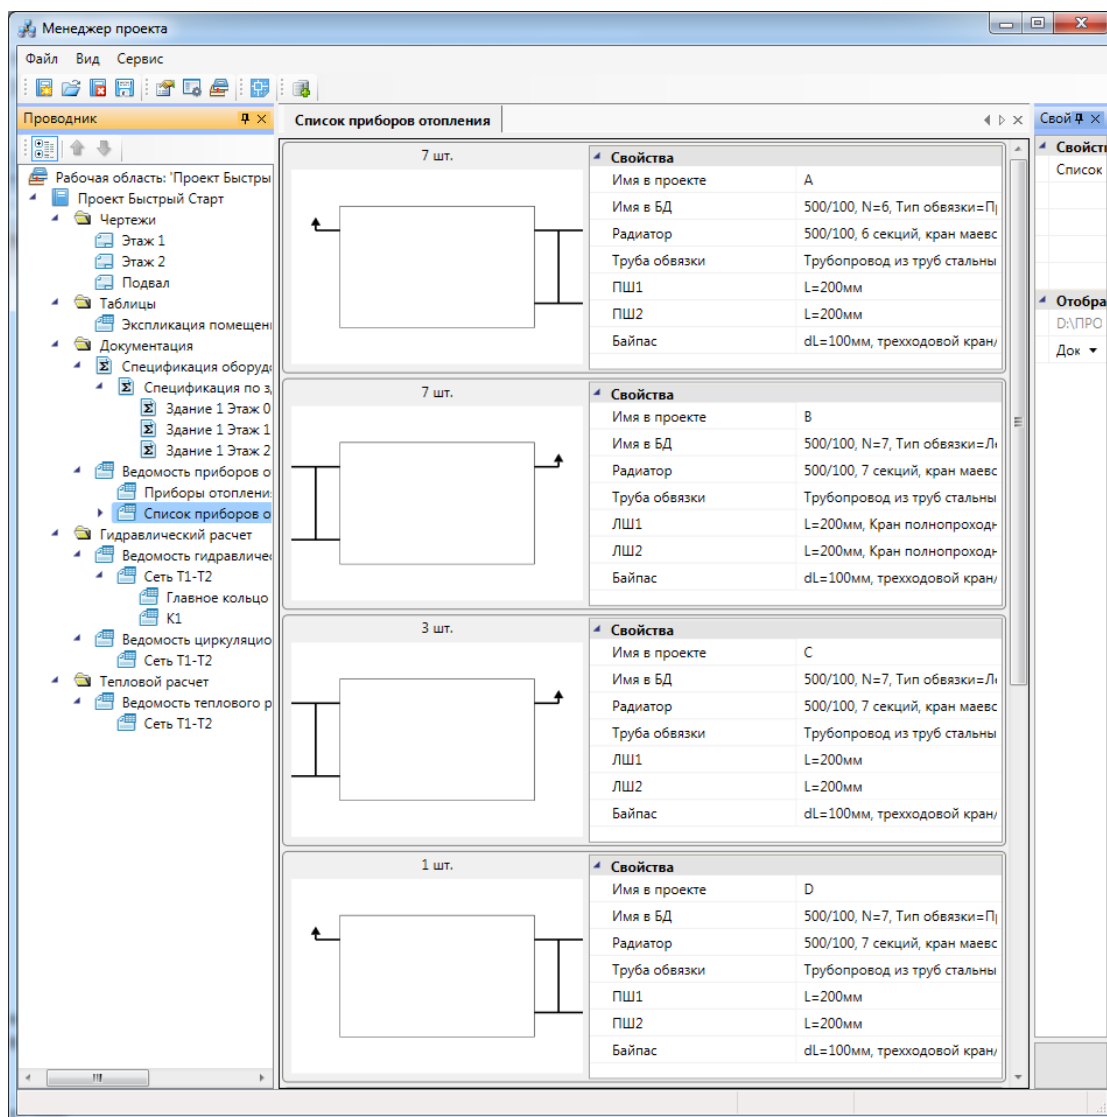 Менеджер проекта
Файл Вид Сервис
Проводник
Рабочая область: 'Проект Быстры
Проект Быстрый Старт
Чертежи
Этаж 1
Этаж 2
Подвал
Таблицы
Экспликация помещен
Документация
Спецификация оборуд
Спецификация по з
Здание 1 Этаж 0
Здание 1 Этаж 1
Здание 1 Этаж 2
Ведомость приборов о
Приборы отоплени
Список приборов о
Гидравлический расчет
Ведомость гидравличе
Сеть Т1-Т2
Главное кольцо
К1
Ведомость циркуляцио
Сеть Т1-Т2
Тепловой расчет
Ведомость теплового р
Сеть Т1-Т2
Список приборов отопления
7 шт.
Свойства
Имя в проекте A
Имя в БД 500/100, N=6, Тип обвязки=П
Радиатор 500/100, 6 секций, кран маевс
Труба обвязки Трубопровод из труб стальны
ПШ1 L=200мм
ПШ2 L=200мм
Байпас dL=100мм, трехходовой кран/
7 шт.
Свойства
Имя в проекте B
Имя в БД 500/100, N=7, Тип обвязки=Л
Радиатор 500/100, 7 секций, кран маевс
Труба обвязки Трубопровод из труб стальны
ЛШ1 L=200мм, Кран полнопроходн
ЛШ2 L=200мм, Кран полнопроходн
Байпас dL=100мм, трехходовой кран/
3 шт.
Свойства
Имя в проекте C
Имя в БД 500/100, N=7, Тип обвязки=Л
Радиатор 500/100, 7 секций, кран маевс
Труба обвязки Трубопровод из труб стальны
ЛШ1 L=200мм
ЛШ2 L=200мм
Байпас dL=100мм, трехходовой кран/
1 шт.
Свойства
Имя в проекте D
Имя в БД 500/100, N=7, Тип обвязки=П
Радиатор 500/100, 7 секций, кран маевс
Труба обвязки Трубопровод из труб стальны
ПШ1 L=200мм
ПШ2 L=200мм
Байпас dL=100мм, трехходовой кран/
Свой
Свойст
Список
Отобра
D:\ПРО
Док